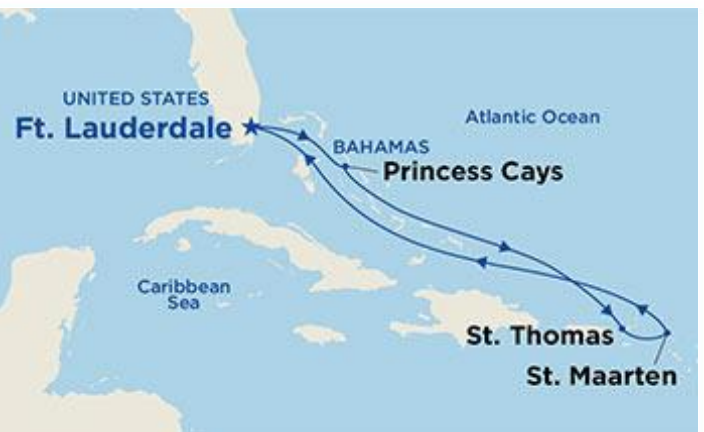 UNITED STATES
Ft. Lauderdale
Atlantic Ocean
BAHAMAS
Princess Cays
Caribbean
Sea
St. Thomas
St. Maarten